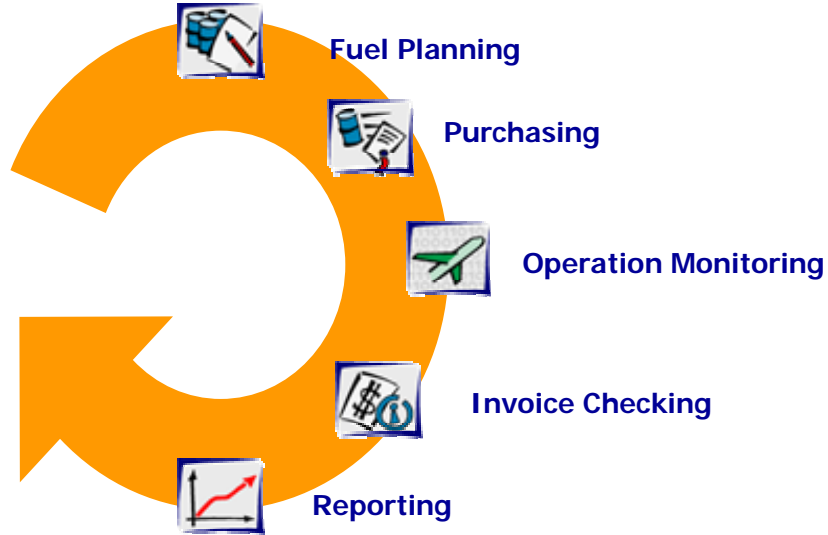 Fuel Planning
Purchasing
Operation Monitoring
Invoice Checking
Reporting